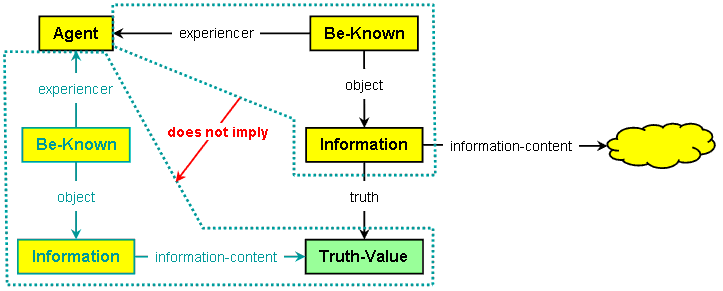 Agent
experiencer
Be-Known
experiencer
object
does not imply
Be-Known
Information
information-content
object
truth
Information
information-content
Truth-Value